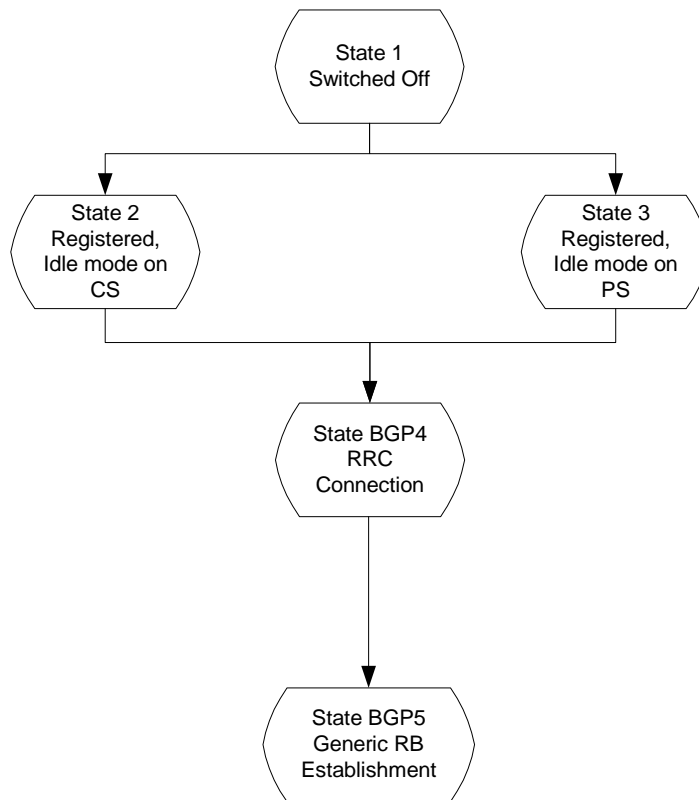 State 1
Switched Off
State 2
Registered,
Idle mode on
CS
State 3
Registered,
Idle mode on
PS
State BGP4
RRC
Connection
State BGP5
Generic RB
Establishment